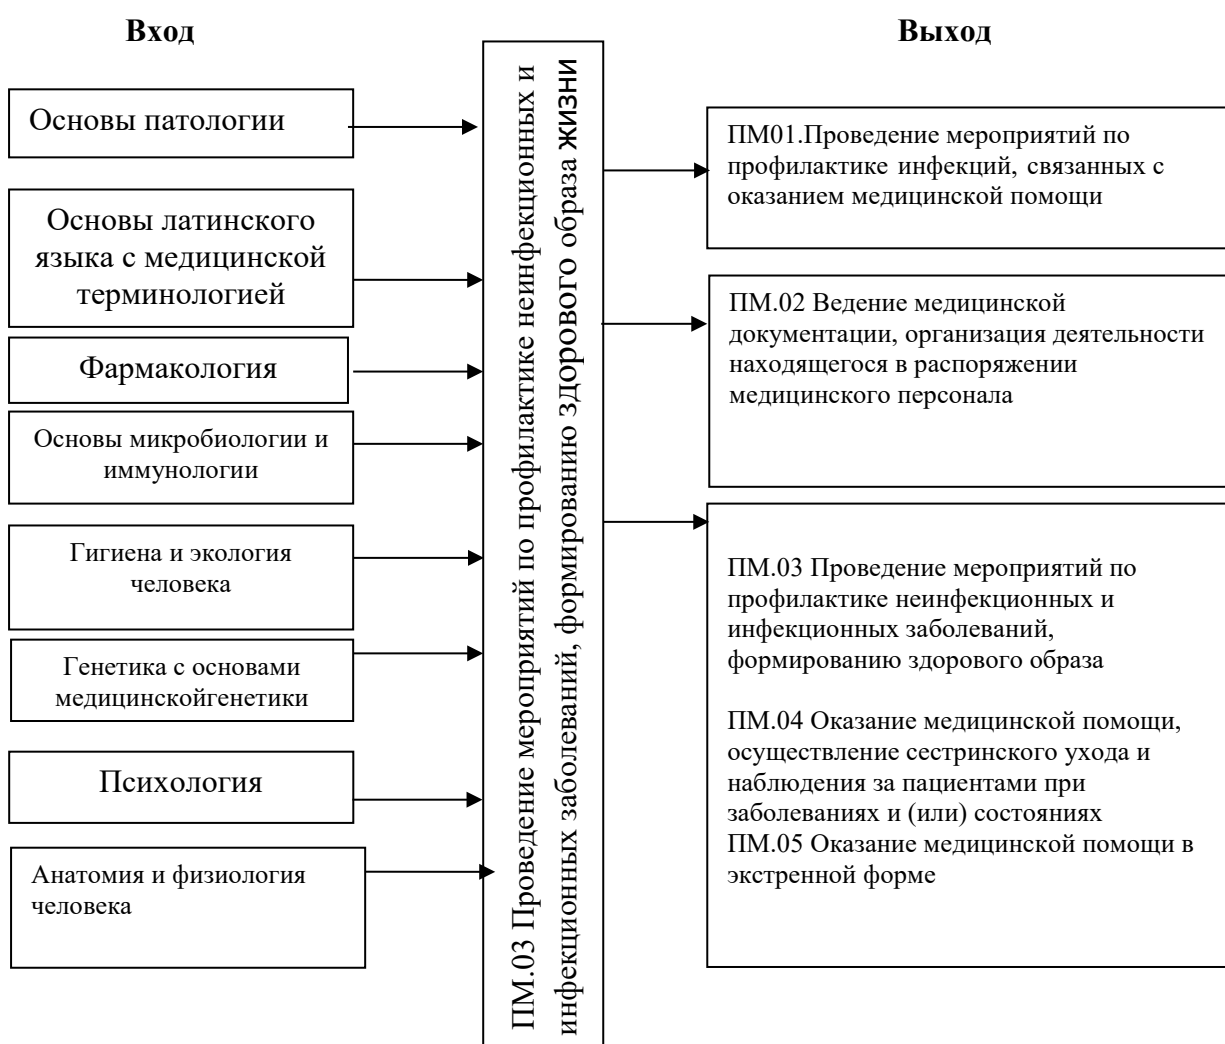 Вход
Основы патологии
Основы латинского
языка с медицинской
терминологией
Фармакология
Основы микробиологии и
иммунологии
Гигиена и экология
человека
Генетика с основами
медицинскойгенетики
Психология
Анатомия и физиология
человека
ПМ.03 Проведение мероприятий по профилактике неинфекционных и
инфекционных заболеваний, формированию здорового образа жизни
Выход
ПМ01.Проведение мероприятий по
профилактике инфекций, связанных с
оказанием медицинской помощи
ПМ.02 Ведение медицинской
документации, организация деятельности
находящегося в распоряжении
медицинского персонала
ПМ.03 Проведение мероприятий по
профилактике неинфекционных и
инфекционных заболеваний,
формированию здорового образа
ПМ.04 Оказание медицинской помощи,
осуществление сестринского ухода и
наблюдения за пациентами при
заболеваниях и (или) состояниях
ПМ.05 Оказание медицинской помощи в
экстренной форме